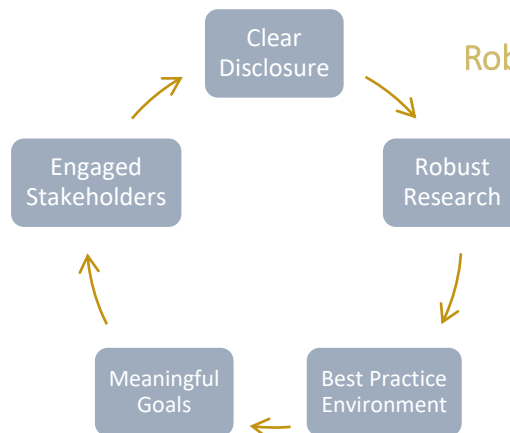 Clear
Disclosure
Engaged
Stakeholders
Robust
Research
Meaningful
Goals
Best Practice
Environment